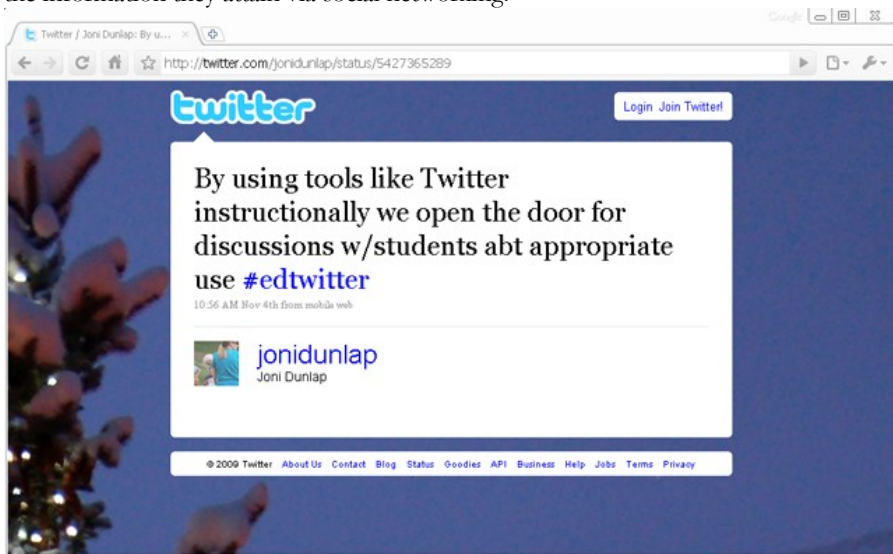 the information they attain via social networking.
Google
Twitter / Joni Dunlap: By u...
http://twitter.com/jonidunlap/status/5427365289
twitter
Login Join Twitter!
By using tools like Twitter
instructionally we open the door for
discussions w/students abt appropriate
use #edtwitter
10:56 AM Nov 4th from mobile web
jonidunlap
Joni Dunlap
© 2009 Twitter About Us Contact Blog Status Goodies API Business Help Jobs Terms Privacy